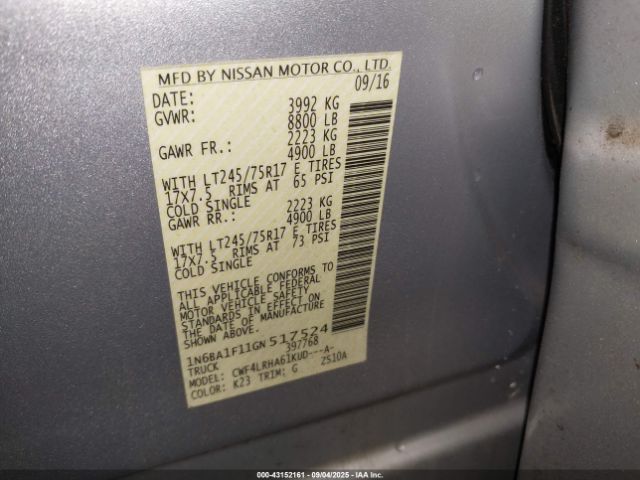 MFD BY NISSAN MOTOR CO., LTD.
DATE: 09/16
GVWR: 3992 KG
8800 LB
GAWR FR.: 2223 KG
4900 LB
WITH LT245/75R17 E TIRES
17X7.5 RIMS AT 65 PSI
COLD SINGLE
GAWR RR.: 2223 KG
4900 LB
WITH LT245/75R17 E TIRES
17X7.5 RIMS AT 73 PSI
COLD SINGLE
THIS VEHICLE CONFORMS TO
ALL APPLICABLE FEDERAL
MOTOR VEHICLE SAFETY
STANDARDS IN EFFECT ON
THE DATE OF MANUFACTURE
SHOWN ABOVE.
1N6BA1F11GN517524
TRUCK 397768
MODEL: CWF4LRHA61KUD---A-
COLOR: K23 TRIM: G ZS10A
000-43152161 - 09/04/2025 - IAAI.COM